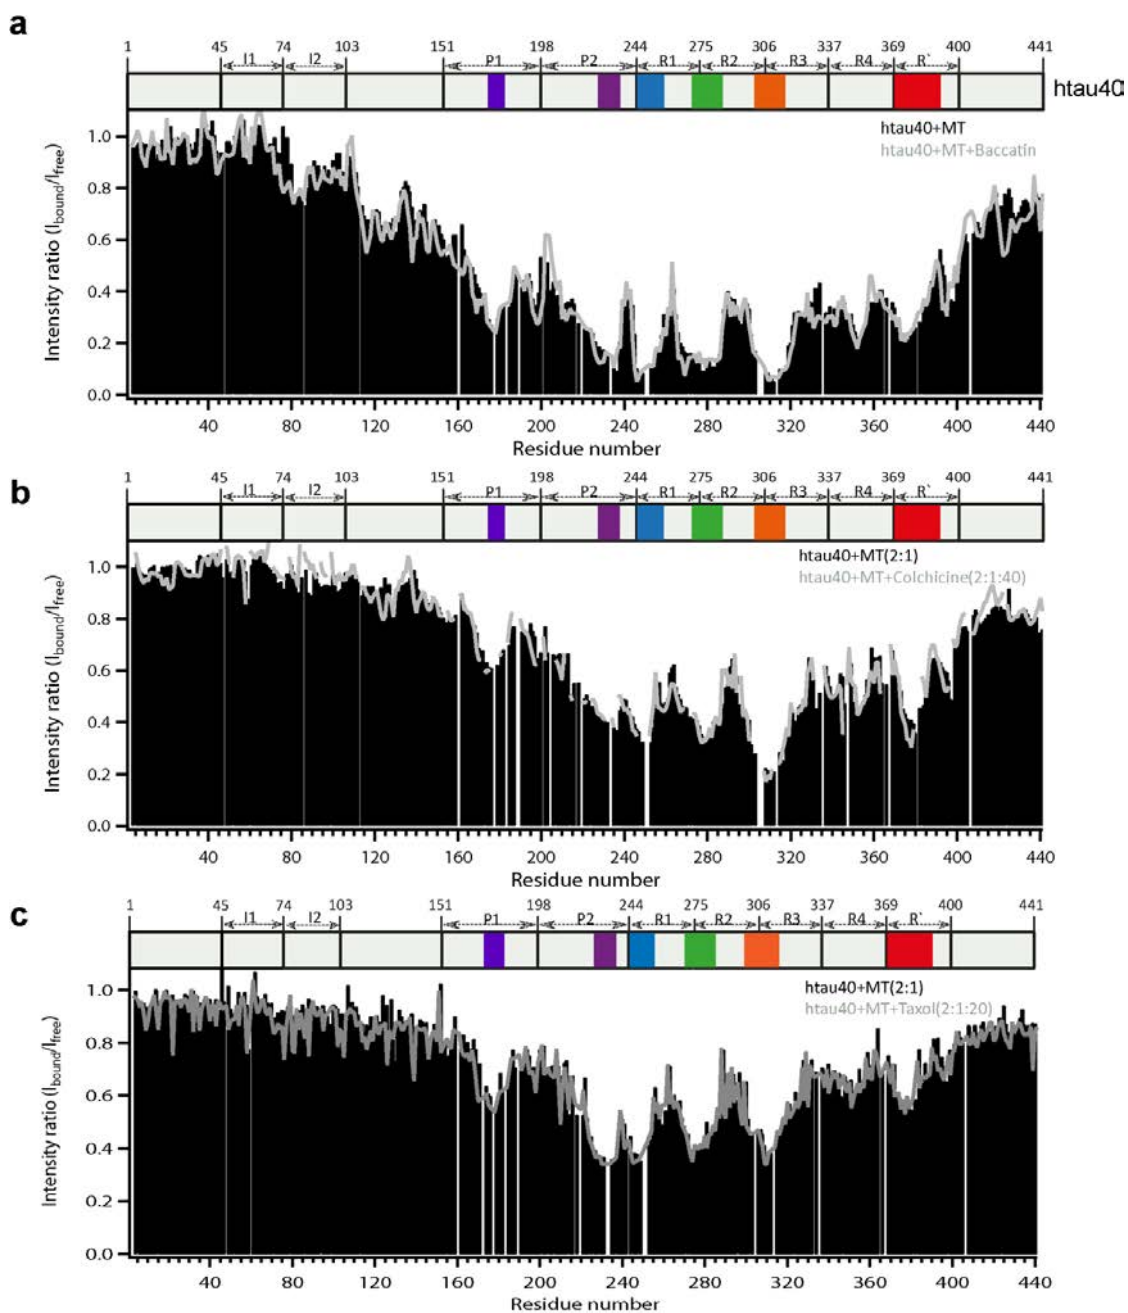 a
1 45 74 103 151 198 244 275 306 337 369 400 441
I1 I2 P1 P2 R1 R2 R3 R4 R`
htau40
htau40+MT
htau40+MT+Baccatin
Intensity ratio (Ibound/Ifree)
1.0
0.8
0.6
0.4
0.2
0.0
40 80 120 160 200 240 280 320 360 400 440
Residue number
b
1 45 74 103 151 198 244 275 306 337 369 400 441
I1 I2 P1 P2 R1 R2 R3 R4 R`
htau40+MT(2:1)
htau40+MT+Colchicine(2:1:40)
Intensity ratio (Ibound/Ifree)
1.0
0.8
0.6
0.4
0.2
0.0
40 80 120 160 200 240 280 320 360 400 440
Residue number
c
1 45 74 103 151 198 244 275 306 337 369 400 441
I1 I2 P1 P2 R1 R2 R3 R4 R`
htau40+MT(2:1)
htau40+MT+Taxol(2:1:20)
Intensity ratio (Ibound/Ifree)
1.0
0.8
0.6
0.4
0.2
0.0
40 80 120 160 200 240 280 320 360 400 440
Residue number